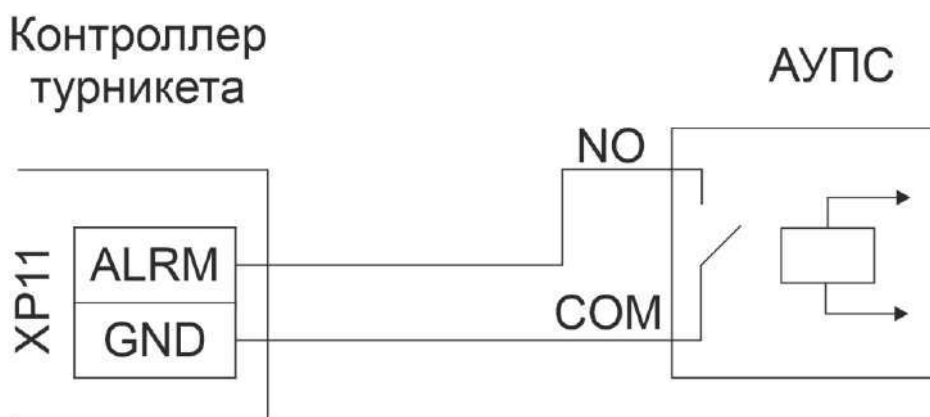 Контроллер
турникета
АУПС
NO
XP11
ALRM
GND
COM